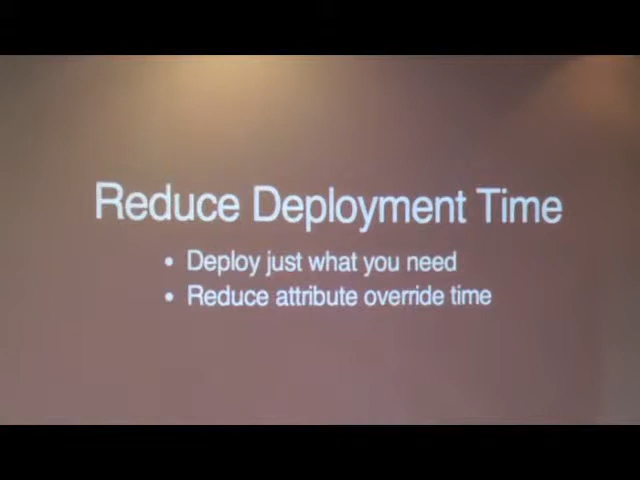 Reduce Deployment Time
• Deploy just what you need
• Reduce attribute override time